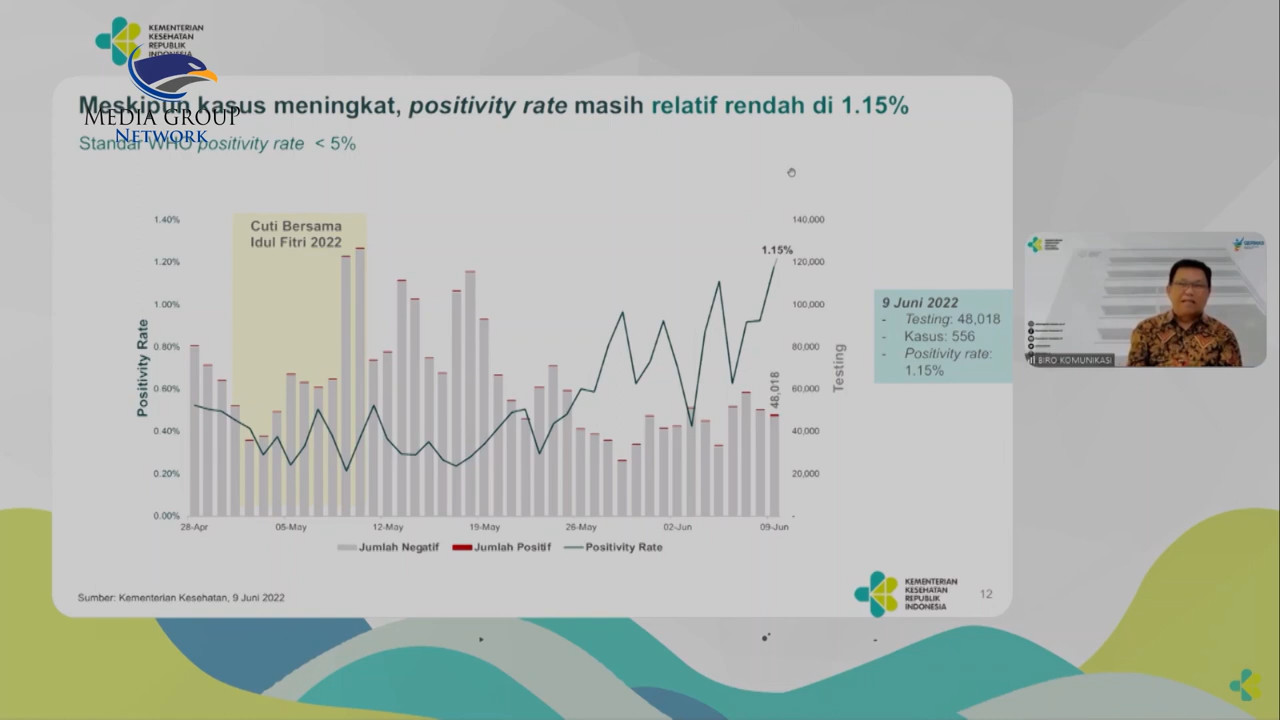 KEMENTERIAN
KESEHATAN
REPUBLIK
INDONESIA
MEDIA GROUP
NETWORK
Meskipun kasus meningkat, positivity rate masih relatif rendah di 1.15%
Standar WHO positivity rate < 5%
Cuti Bersama
Idul Fitri 2022
Positivity Rate
1.40%
1.20%
1.00%
0.80%
0.60%
0.40%
0.20%
0.00%
1.15%
48,018
140,000
120,000
100,000
80,000
60,000
40,000
20,000
-
Testing
28-Apr 05-May 12-May 19-May 26-May 02-Jun 09-Jun
Jumlah Negatif Jumlah Positif Positivity Rate
9 Juni 2022
- Testing: 48,018
- Kasus: 556
- Positivity rate:
1.15%
BIRO KOMUNIKASI
Sumber: Kementerian Kesehatan, 9 Juni 2022
KEMENTERIAN
KESEHATAN
REPUBLIK
INDONESIA
12